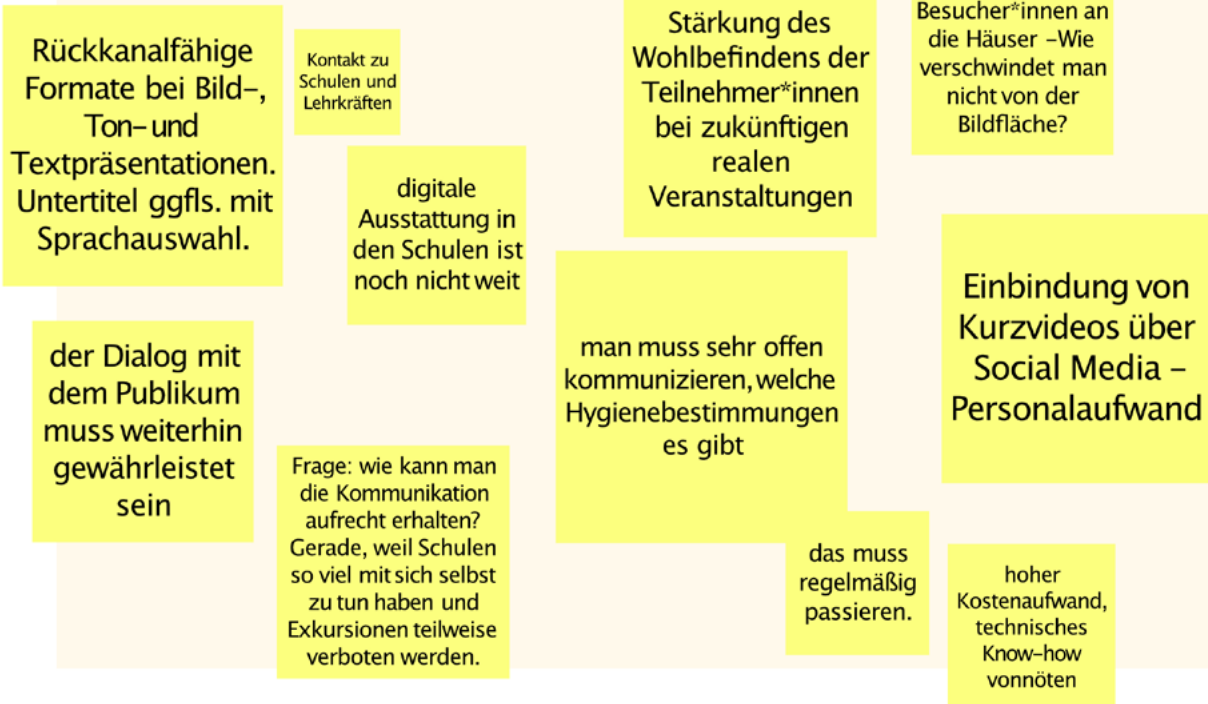 Rückkanalfähige
Formate bei Bild-,
Ton- und
Textpräsentationen.
Untertitel ggfls. mit
Sprachauswahl.
Kontakt zu
Schulen und
Lehrkräften
digitale
Ausstattung in
den Schulen ist
noch nicht weit
der Dialog mit
dem Publikum
muss weiterhin
gewährleistet
sein
Frage: wie kann man
die Kommunikation
aufrecht erhalten?
Gerade, weil Schulen
so viel mit sich selbst
zu tun haben und
Exkursionen teilweise
verboten werden.
Stärkung des
Wohlbefindens der
Teilnehmer*innen
bei zukünftigen
realen
Veranstaltungen
man muss sehr offen
kommunizieren, welche
Hygienebestimmungen
es gibt
das muss
regelmäßig
passieren.
Besucher*innen an
die Häuser -Wie
verschwindet man
nicht von der
Bildfläche?
Einbindung von
Kurzvideos über
Social Media -
Personalaufwand
hoher
Kostenaufwand,
technisches
Know-how
vonnöten